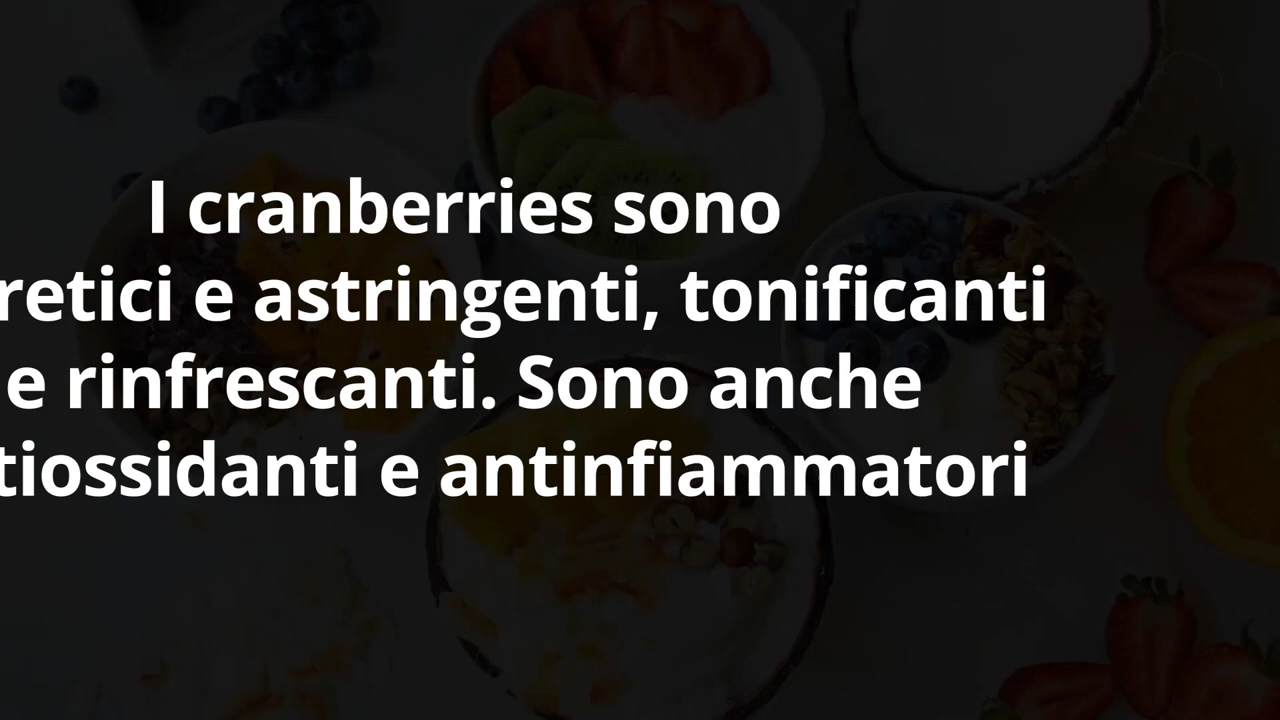 I cranberries sono
retici e astringenti, tonificanti
e rinfrescanti. Sono anche
tiossidanti e antinfiammatori